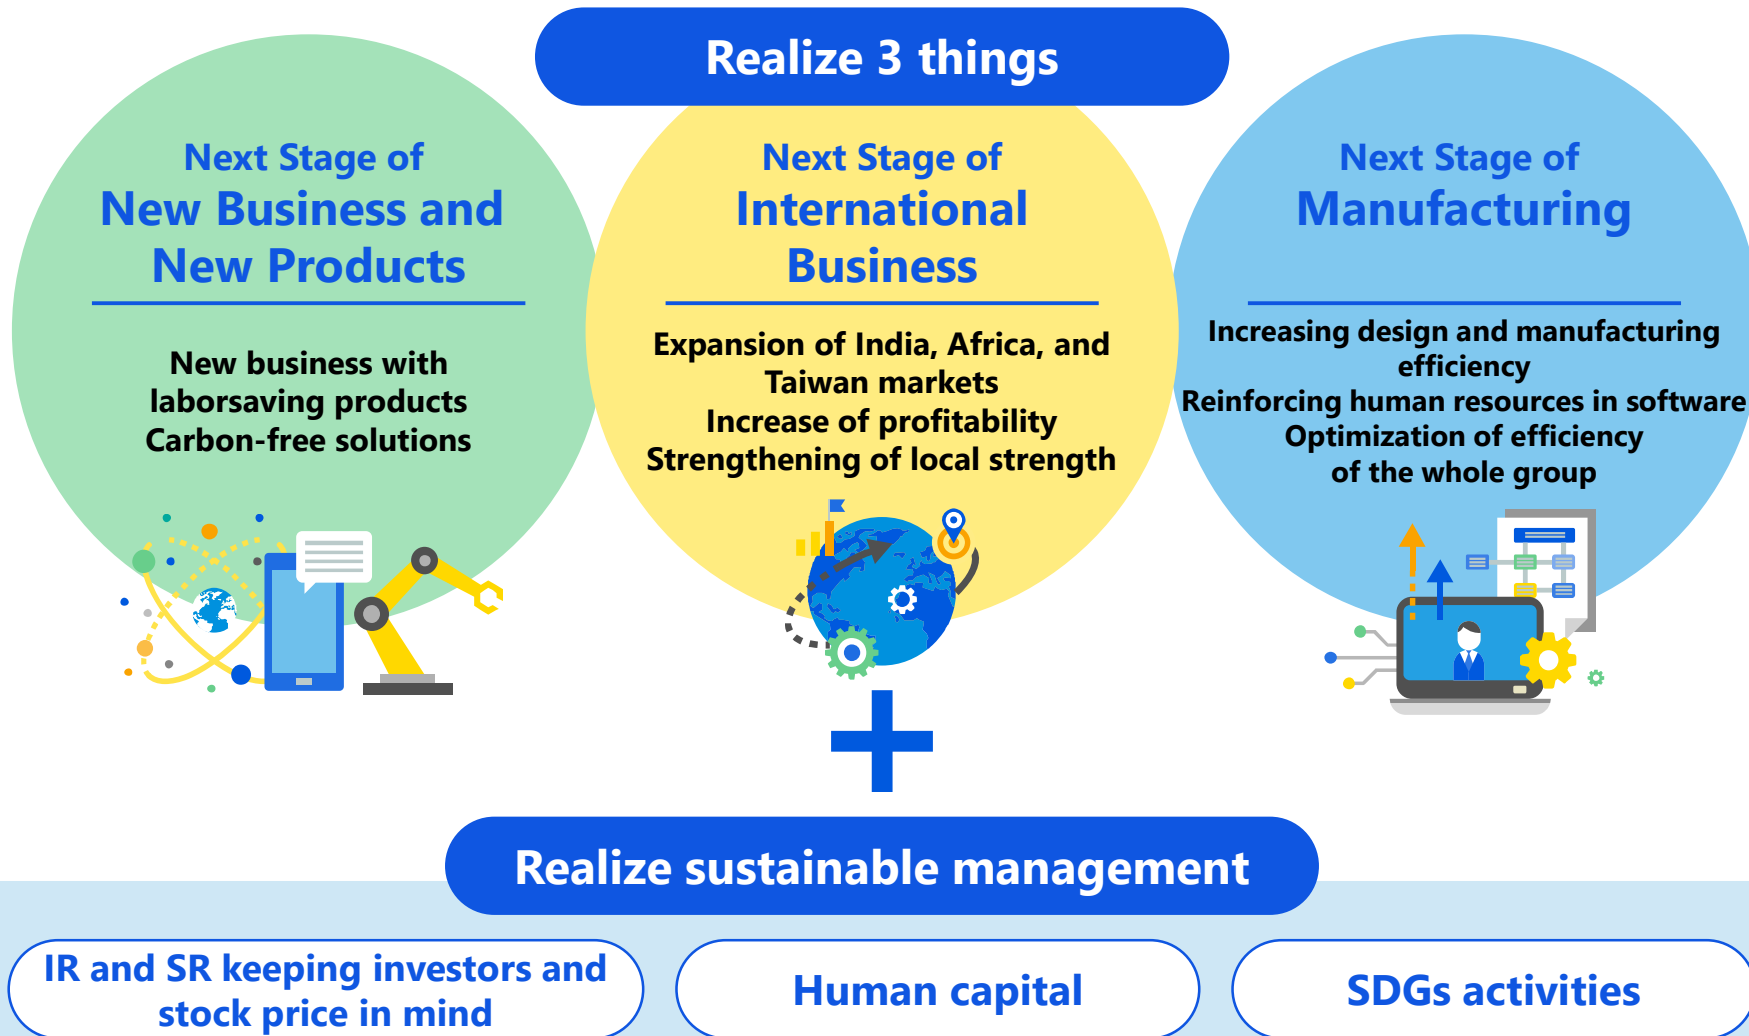 Realize 3 things
Next Stage of
New Business and
New Products
New business with
laborsaving products
Carbon-free solutions
Next Stage of
International
Business
Expansion of India, Africa, and
Taiwan markets
Increase of profitability
Strengthening of local strength
Next Stage of
Manufacturing
Increasing design and manufacturing
efficiency
Reinforcing human resources in software
Optimization of efficiency
of the whole group
Realize sustainable management
IR and SR keeping investors and
stock price in mind
Human capital
SDGs activities